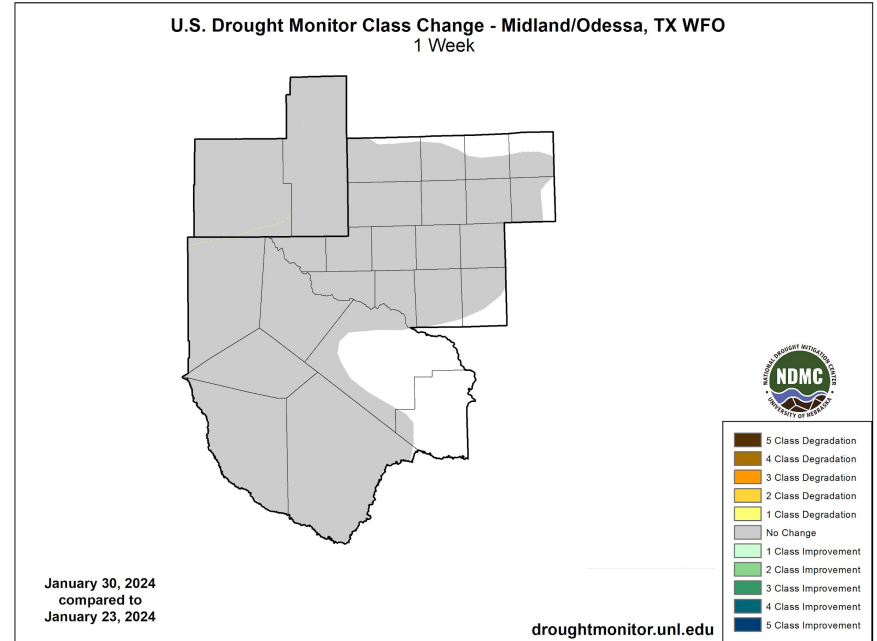 U.S. Drought Monitor Class Change - Midland/Odessa, TX WFO
1 Week
NATIONAL DROUGHT MITIGATION CENTER
NDMC
UNIVERSITY OF NEBRASKA
5 Class Degradation
4 Class Degradation
3 Class Degradation
2 Class Degradation
1 Class Degradation
No Change
1 Class Improvement
2 Class Improvement
3 Class Improvement
4 Class Improvement
5 Class Improvement
January 30, 2024
compared to
January 23, 2024
droughtmonitor.unl.edu